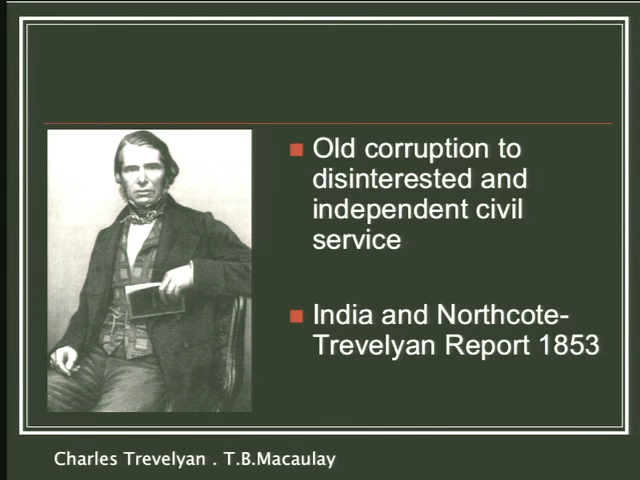 Old corruption to
disinterested and
independent civil
service
India and Northcote-
Trevelyan Report 1853
Charles Trevelyan . T.B.Macaulay